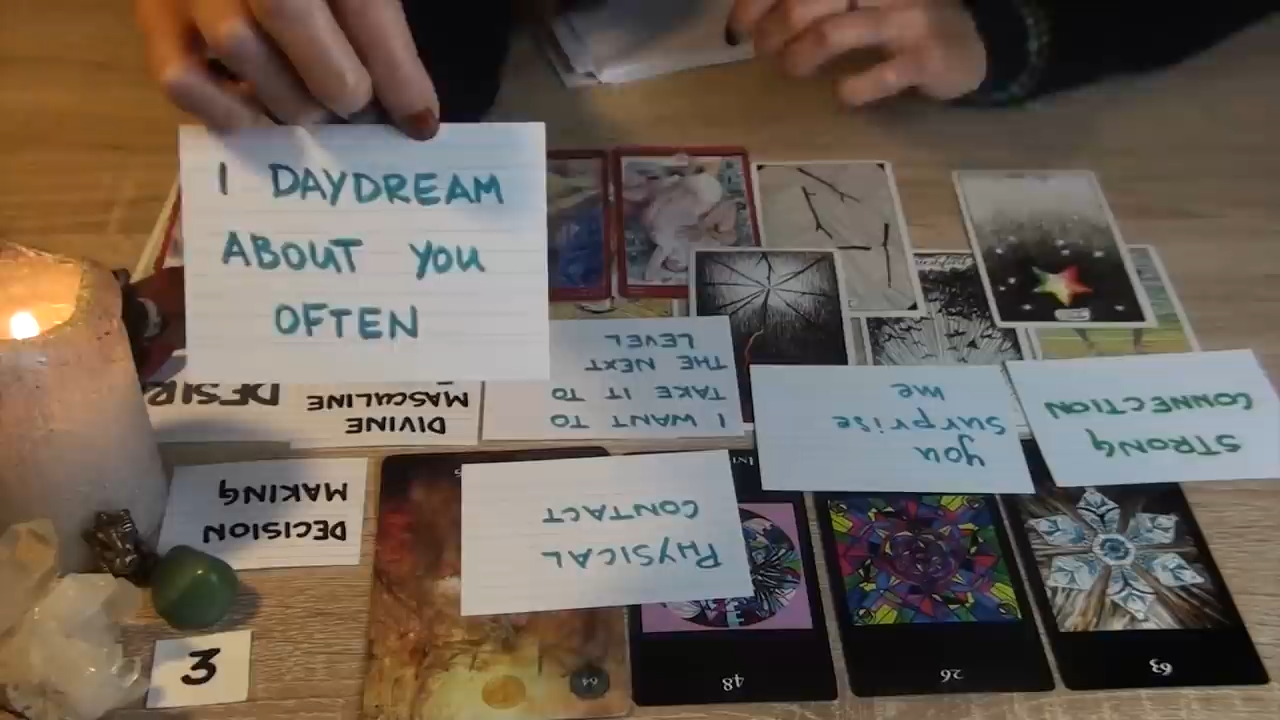 I DAYDREAM
ABOUT YOU
OFTEN
I WANT TO
TAKE IT TO
THE NEXT
LEVEL
DIVINE
MASCULINE
you
surprise
me
STRONG
CONNECTION
DECISION
MAKING
PHYSICAL
CONTACT
3
64
48
26
63